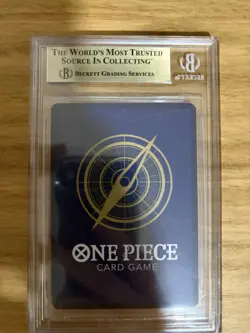 THE WORLD'S MOST TRUSTED
SOURCE IN COLLECTING
BECKETT GRADING SERVICES
ONE PIECE
CARD GAME